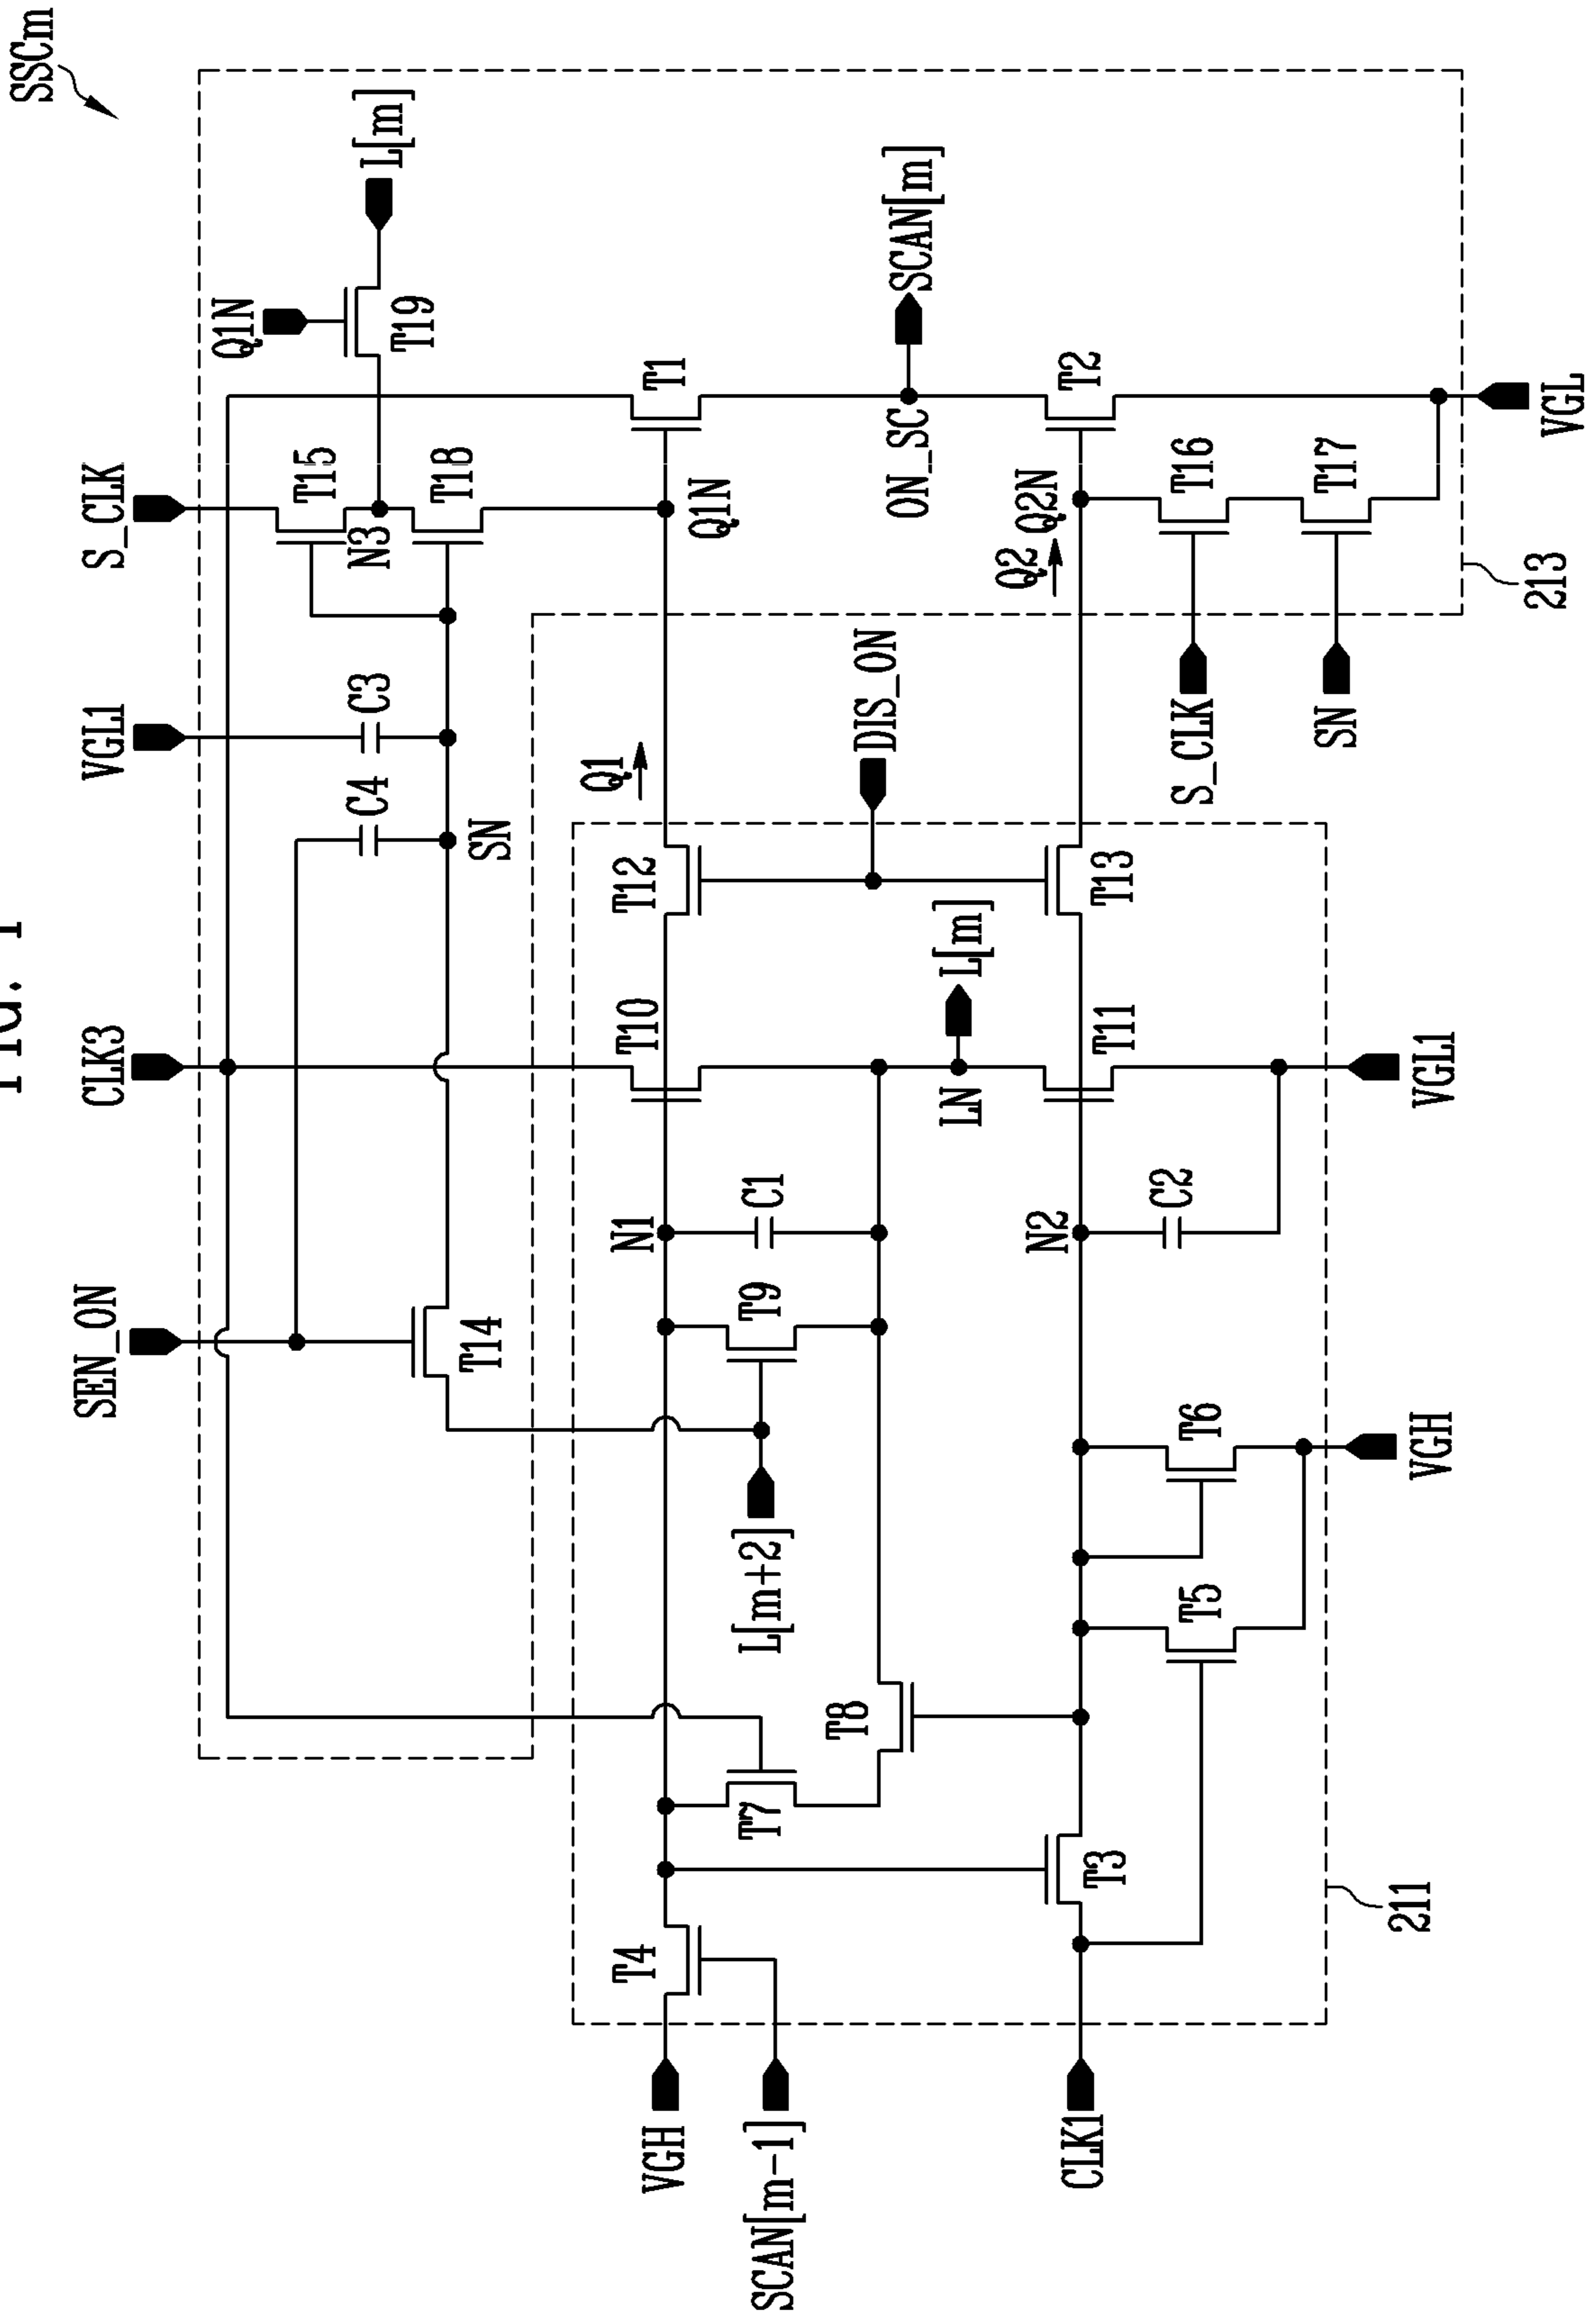 SSCm
SEN_ON
CLK3
VGL1
S_CLK
Q1N
T15
C4
C3
N3
L[m]
T19
T18
T14
SN
Q1
T4
N1
T10
T12
VGH
T1
Q1N
T7
L[m+2]
T9
C1
SCAN[m-1]
T8
DIS_ON
ON_SC
SCAN[m]
LN
L[m]
Q2
N2
Q2N
CLK1
T2
T3
T11
T13
C2
T5
T6
S_CLK
T16
SN
T17
211
VGH
VGL1
213
VGL